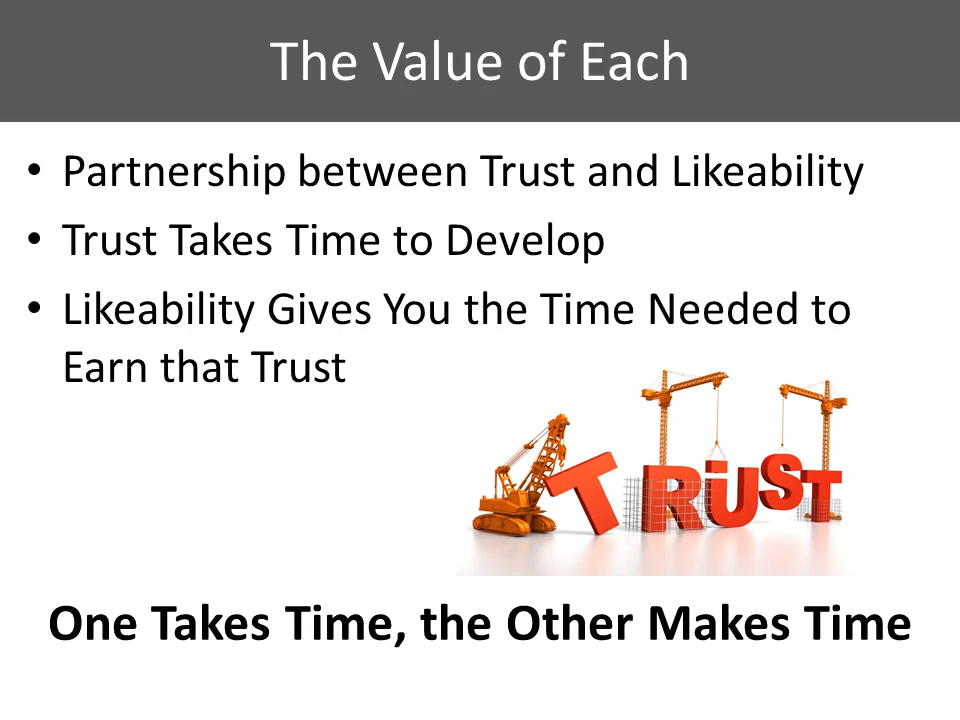 The Value of Each
• Partnership between Trust and Likeability
• Trust Takes Time to Develop
• Likeability Gives You the Time Needed to
Earn that Trust
TRUST
One Takes Time, the Other Makes Time